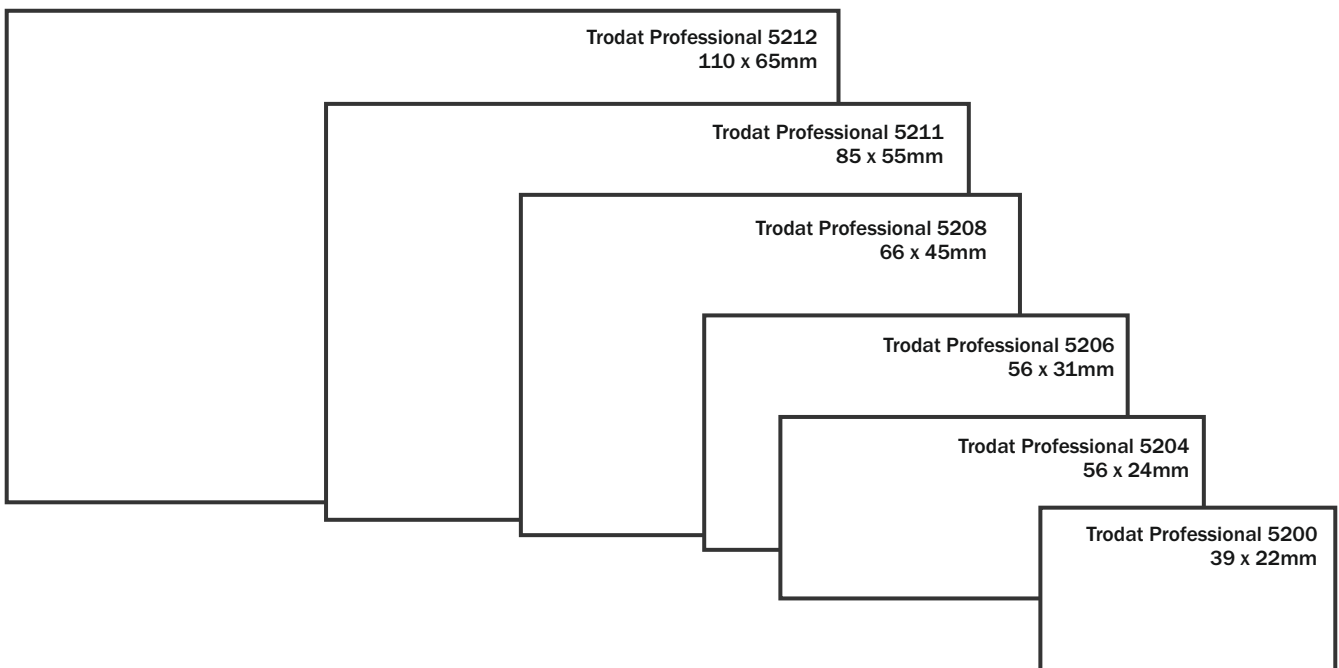 Trodat Professional 5212
110 x 65mm
Trodat Professional 5211
85 x 55mm
Trodat Professional 5208
66 x 45mm
Trodat Professional 5206
56 x 31mm
Trodat Professional 5204
56 x 24mm
Trodat Professional 5200
39 x 22mm